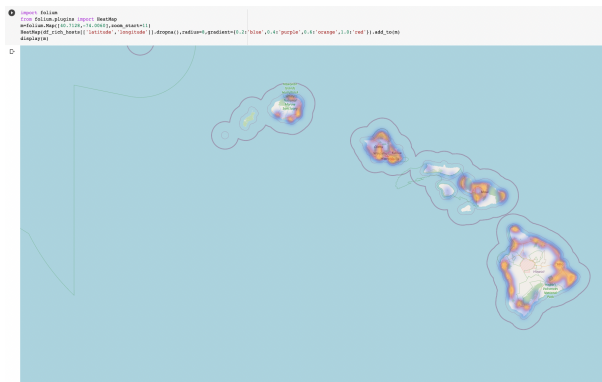 import folium
from folium.plugins import HeatMap
m=folium.Map([40.7128,-74.0060],zoom_start=11)
HeatMap(df_rich_hosts[['latitude','longitude']].dropna(),radius=8,gradient={0.2:'blue',0.4:'purple',0.6:'orange',1.0:'red'}).add_to(m)
display(m)